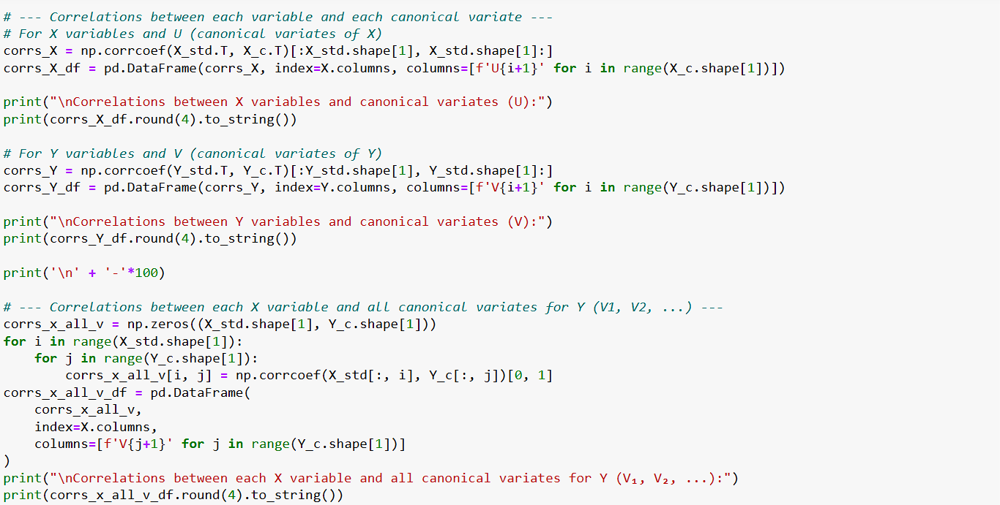 # --- Correlations between each variable and each canonical variate ---
# For X variables and U (canonical variates of X)
corrs_X = np.corrcoef(X_std.T, X_c.T)[:X_std.shape[1], X_std.shape[1]:]
corrs_X_df = pd.DataFrame(corrs_X, index=X.columns, columns=[f'U{i+1}' for i in range(X_c.shape[1])])

print("\nCorrelations between X variables and canonical variates (U):")
print(corrs_X_df.round(4).to_string())

# For Y variables and V (canonical variates of Y)
corrs_Y = np.corrcoef(Y_std.T, Y_c.T)[:Y_std.shape[1], Y_std.shape[1]:]
corrs_Y_df = pd.DataFrame(corrs_Y, index=Y.columns, columns=[f'V{i+1}' for i in range(Y_c.shape[1])])

print("\nCorrelations between Y variables and canonical variates (V):")
print(corrs_Y_df.round(4).to_string())

print('\n' + '-'*100)

# --- Correlations between each X variable and all canonical variates for Y (V1, V2, ...) ---
corrs_x_all_v = np.zeros((X_std.shape[1], Y_c.shape[1]))
for i in range(X_std.shape[1]):
    for j in range(Y_c.shape[1]):
        corrs_x_all_v[i, j] = np.corrcoef(X_std[:, i], Y_c[:, j])[0, 1]
corrs_x_all_v_df = pd.DataFrame(
    corrs_x_all_v,
    index=X.columns,
    columns=[f'V{j+1}' for j in range(Y_c.shape[1])]
)
print("\nCorrelations between each X variable and all canonical variates for Y (V₁, V₂, ...):")
print(corrs_x_all_v_df.round(4).to_string())